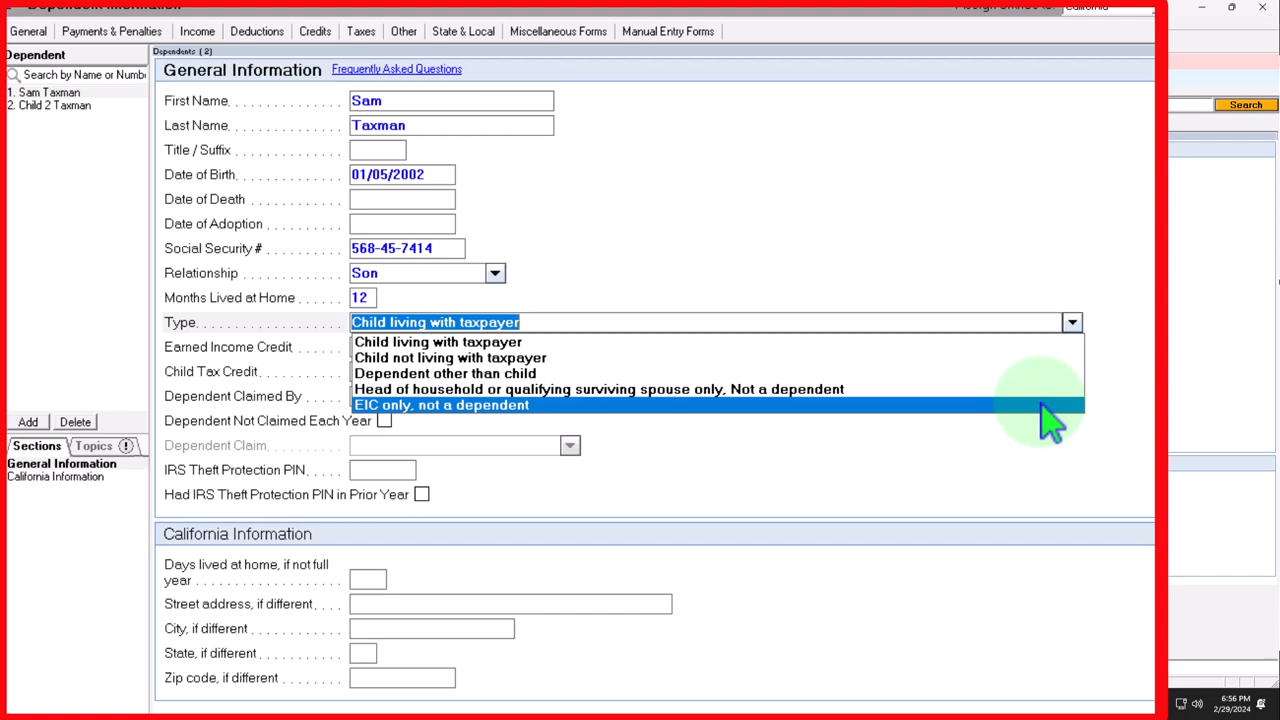 Dependent Information
General Payments & Penalties Income Deductions Credits Taxes Other State & Local Miscellaneous Forms Manual Entry Forms
Dependent
Search by Name or Numb
1. Sam Taxman
2. Child 2 Taxman
Add Delete
Sections Topics
General Information
California Information
Dependents (2)
General Information Frequently Asked Questions
First Name Sam
Last Name Taxman
Title / Suffix
Date of Birth 01/05/2002
Date of Death
Date of Adoption
Social Security # 568-45-7414
Relationship Son
Months Lived at Home 12
Type Child living with taxpayer
Child living with taxpayer
Child not living with taxpayer
Dependent other than child
Head of household or qualifying surviving spouse only, Not a dependent
EIC only, not a dependent
Earned Income Credit
Child Tax Credit
Dependent Claimed By
Dependent Not Claimed Each Year
Dependent Claim
IRS Theft Protection PIN
Had IRS Theft Protection PIN in Prior Year
California Information
Days lived at home, if not full
year
Street address, if different
City, if different
State, if different
Zip code, if different
Search
6:56 PM
2/29/2024